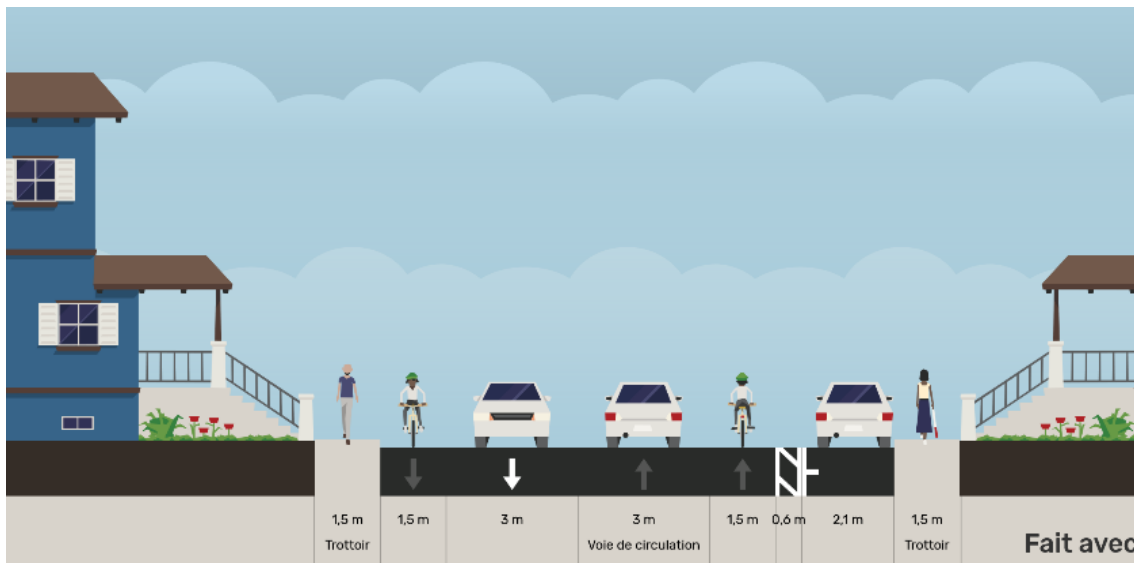 1,5 m 1,5 m 3 m 3 m 1,5 m 0,6 m 2,1 m 1,5 m
Trottoir Voie de circulation Trottoir
Fait avec